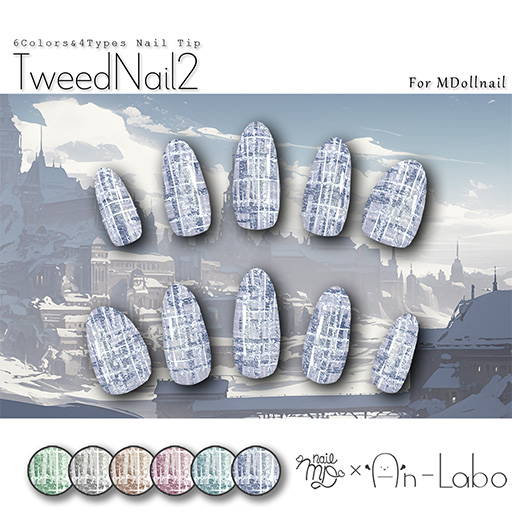 6Colors&4Types Nail Tip
TweedNail2
For MDollnail
nail
MD × An-Labo